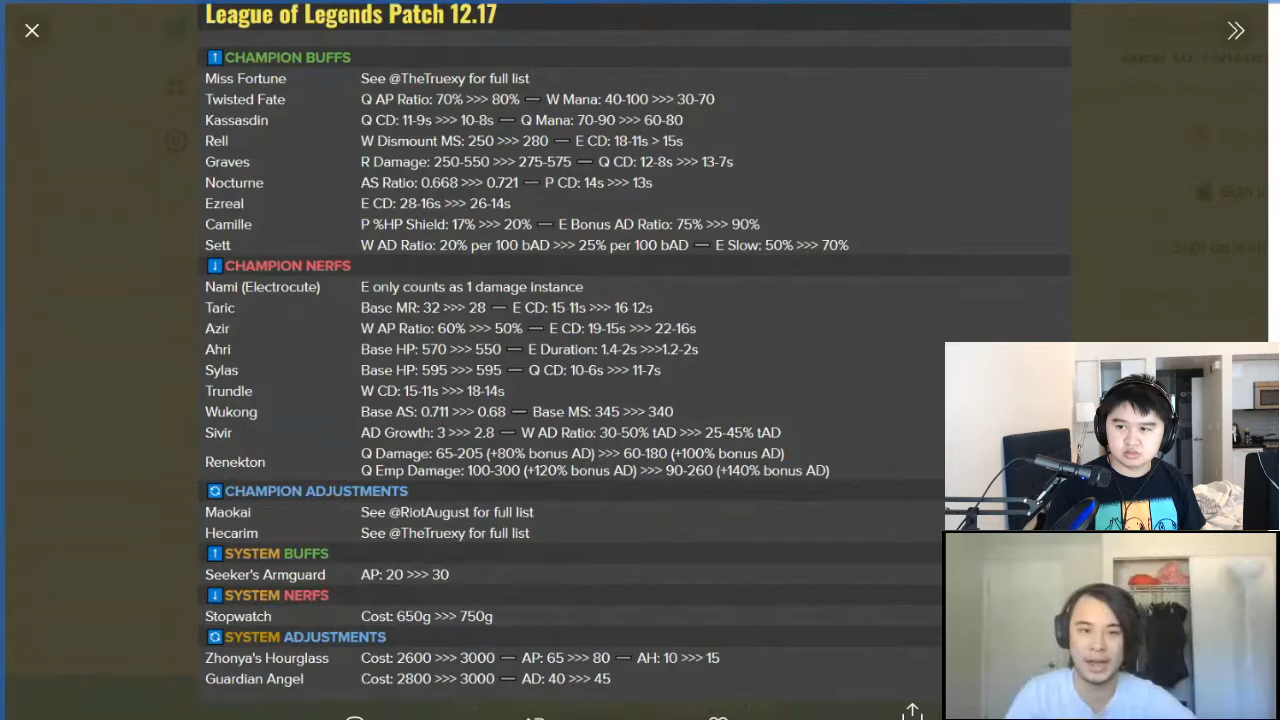 League of Legends Patch 12.17
CHAMPION BUFFS
Miss Fortune See @TheTruexy for full list
Twisted Fate Q AP Ratio: 70% >>> 80% — W Mana: 40-100 >>> 30-70
Kassasdin Q CD: 11-9s >>> 10-8s — Q Mana: 70-90 >>> 60-80
Rell W Dismount MS: 250 >>> 280 — E CD: 18-11s > 15s
Graves R Damage: 250-550 >>> 275-575 — Q CD: 12-8s >>> 13-7s
Nocturne AS Ratio: 0.668 >>> 0.721 — P CD: 14s >>> 13s
Ezreal E CD: 28-16s >>> 26-14s
Camille P %HP Shield: 17% >>> 20% — E Bonus AD Ratio: 75% >>> 90%
Sett W AD Ratio: 20% per 100 bAD >>> 25% per 100 bAD — E Slow: 50% >>> 70%
CHAMPION NERFS
Nami (Electrocute) E only counts as 1 damage instance
Taric Base MR: 32 >>> 28 — E CD: 15 11s >>> 16 12s
Azir W AP Ratio: 60% >>> 50% — E CD: 19-15s >>> 22-16s
Ahri Base HP: 570 >>> 550 — E Duration: 1.4-2s >>>1.2-2s
Sylas Base HP: 595 >>> 595 — Q CD: 10-6s >>> 11-7s
Trundle W CD: 15-11s >>> 18-14s
Wukong Base AS: 0.711 >>> 0.68 — Base MS: 345 >>> 340
Sivir AD Growth: 3 >>> 2.8 — W AD Ratio: 30-50% tAD >>> 25-45% tAD
Renekton Q Damage: 65-205 (+80% bonus AD) >>> 60-180 (+100% bonus AD)
Q Emp Damage: 100-300 (+120% bonus AD) >>> 90-260 (+140% bonus AD)
CHAMPION ADJUSTMENTS
Maokai See @RIotAugust for full list
Hecarim See @TheTruexy for full list
SYSTEM BUFFS
Seeker's Armguard AP: 20 >>> 30
SYSTEM NERFS
Stopwatch Cost: 650g >>> 750g
SYSTEM ADJUSTMENTS
Zhonya's Hourglass Cost: 2600 >>> 3000 — AP: 65 >>> 80 — AH: 10 >>> 15
Guardian Angel Cost: 2800 >>> 3000 — AD: 40 >>> 45
Sign up with